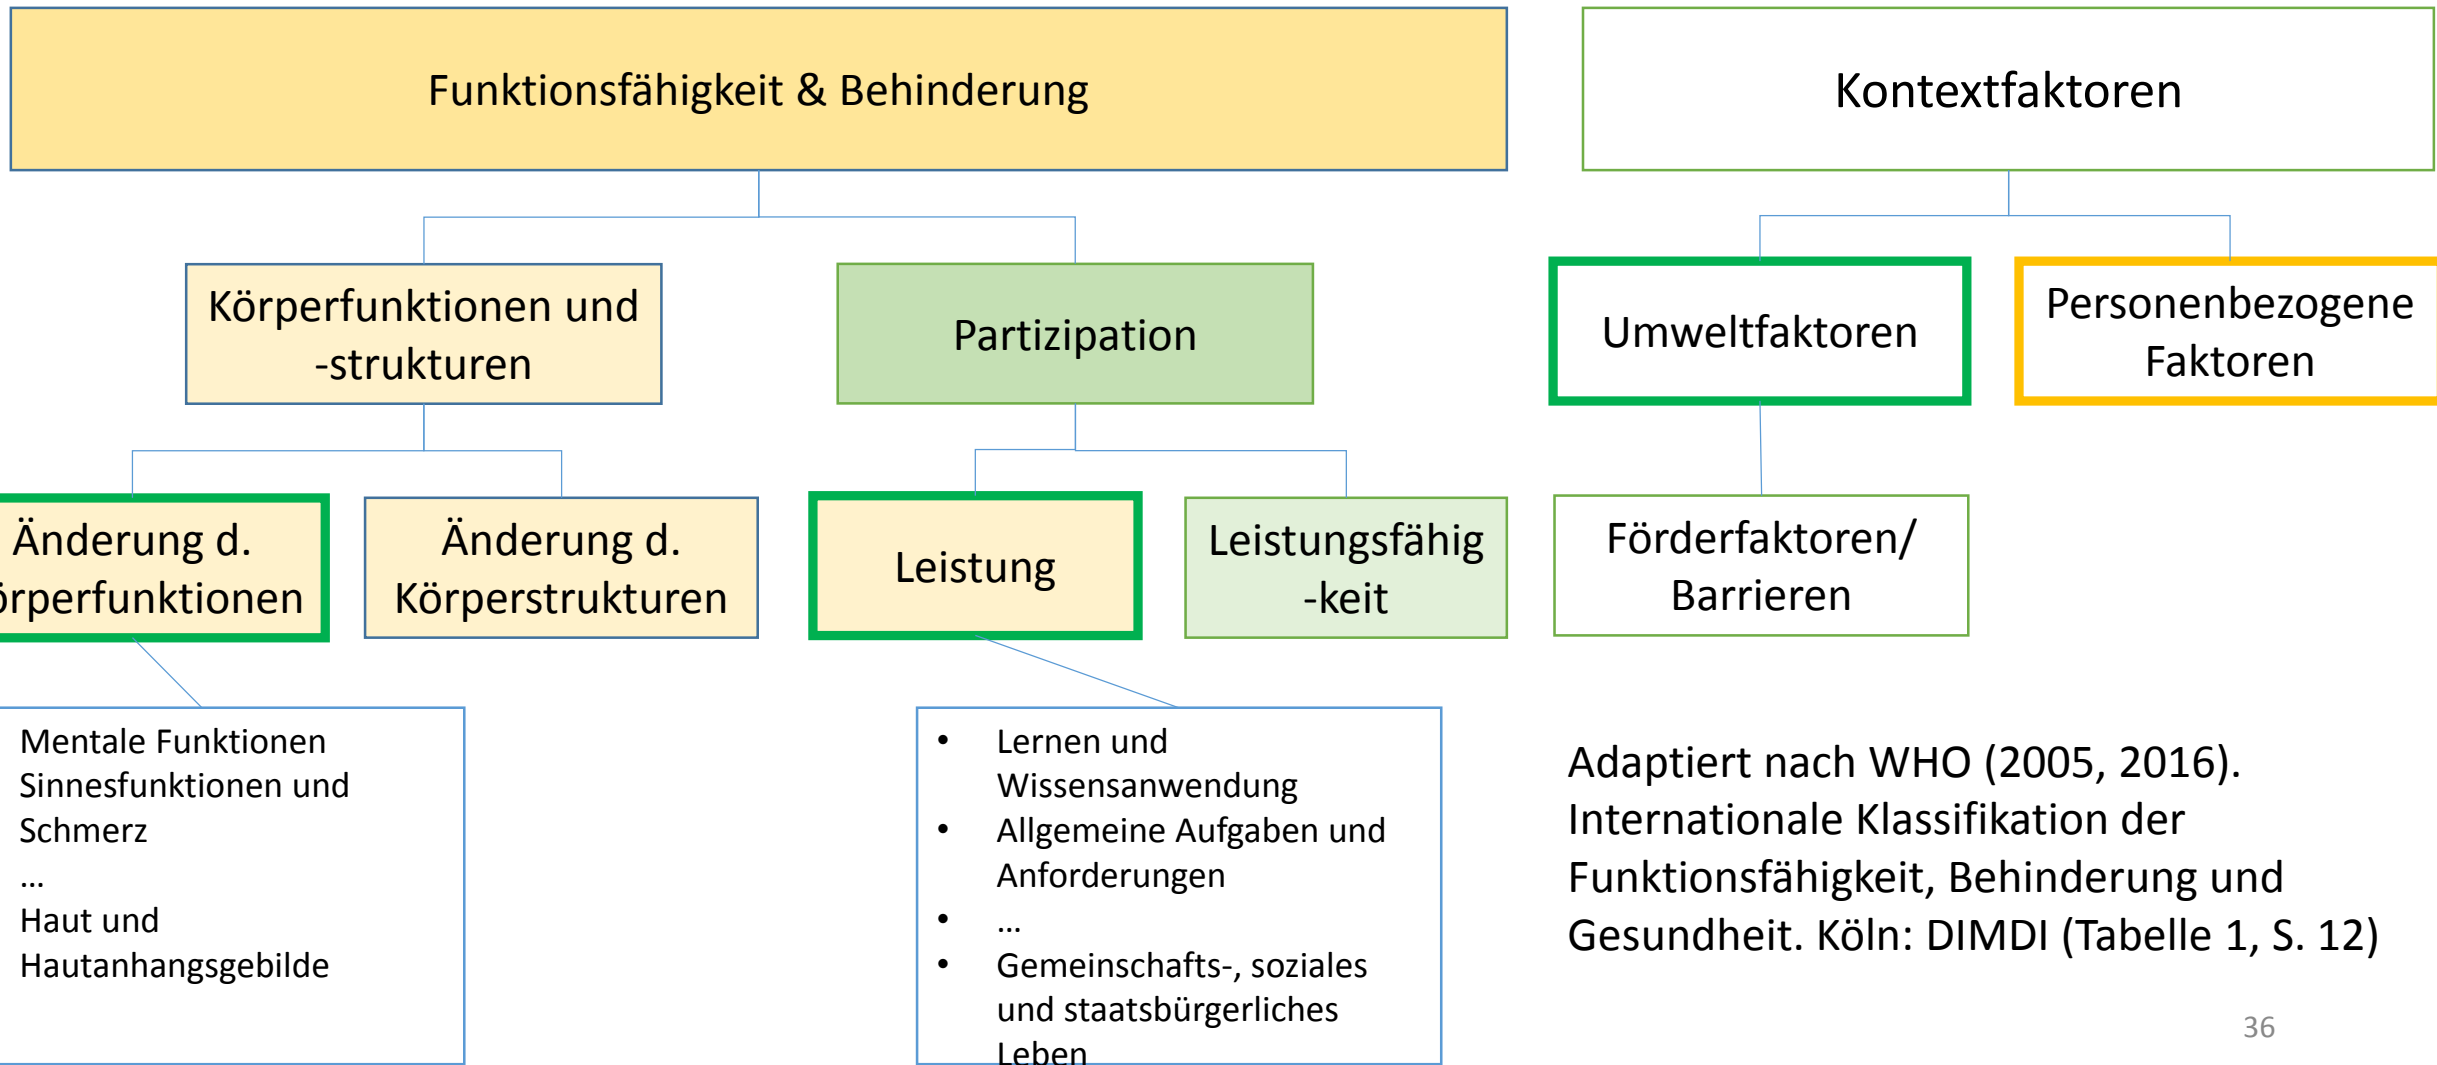 Funktionsfähigkeit & Behinderung
Kontextfaktoren
Körperfunktionen und
-strukturen
Partizipation
Umweltfaktoren
Personenbezogene
Faktoren
Änderung d.
örperfunktionen
Änderung d.
Körperstrukturen
Leistung
Leistungsfähig
-keit
Förderfaktoren/
Barrieren
Mentale Funktionen
Sinnesfunktionen und
Schmerz
...
Haut und
Hautanhangsgebilde
• Lernen und
Wissensanwendung
• Allgemeine Aufgaben und
Anforderungen
• ...
• Gemeinschafts-, soziales
und staatsbürgerliches
Leben
Adaptiert nach WHO (2005, 2016).
Internationale Klassifikation der
Funktionsfähigkeit, Behinderung und
Gesundheit. Köln: DIMDI (Tabelle 1, S. 12)
36